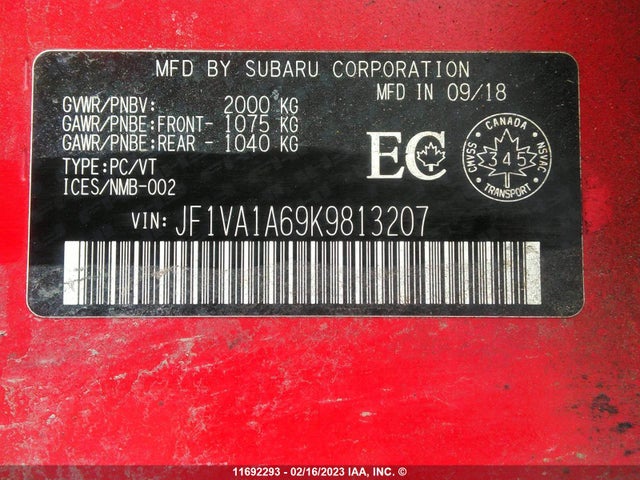 MFD BY SUBARU CORPORATION
MFD IN 09/18
GVWR/PNBV: 2000 KG
GAWR/PNBE:FRONT- 1075 KG
GAWR/PNBE:REAR - 1040 KG
TYPE:PC/VT
ICES/NMB-002
EC
CANADA
CMVSS
NSVAC
345
TRANSPORT
VIN: JF1VA1A69K9813207
11692293 - 02/16/2023 IAA, INC. ©